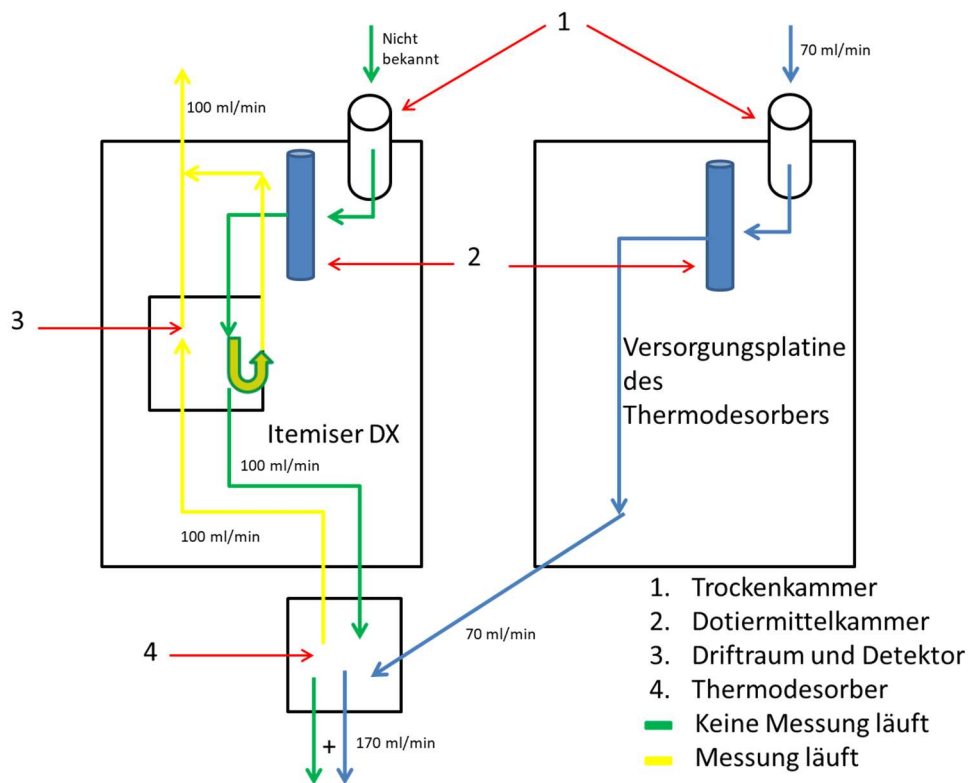 Nicht
bekannt
1
70 ml/min
100 ml/min
2
3
Versorgungsplatine
des
Thermodesorbers
Itemiser DX
100 ml/min
100 ml/min
70 ml/min
4
+
170 ml/min
1. Trockenkammer
2. Dotiermittelkammer
3. Driftraum und Detektor
4. Thermodesorber
Keine Messung läuft
Messung läuft